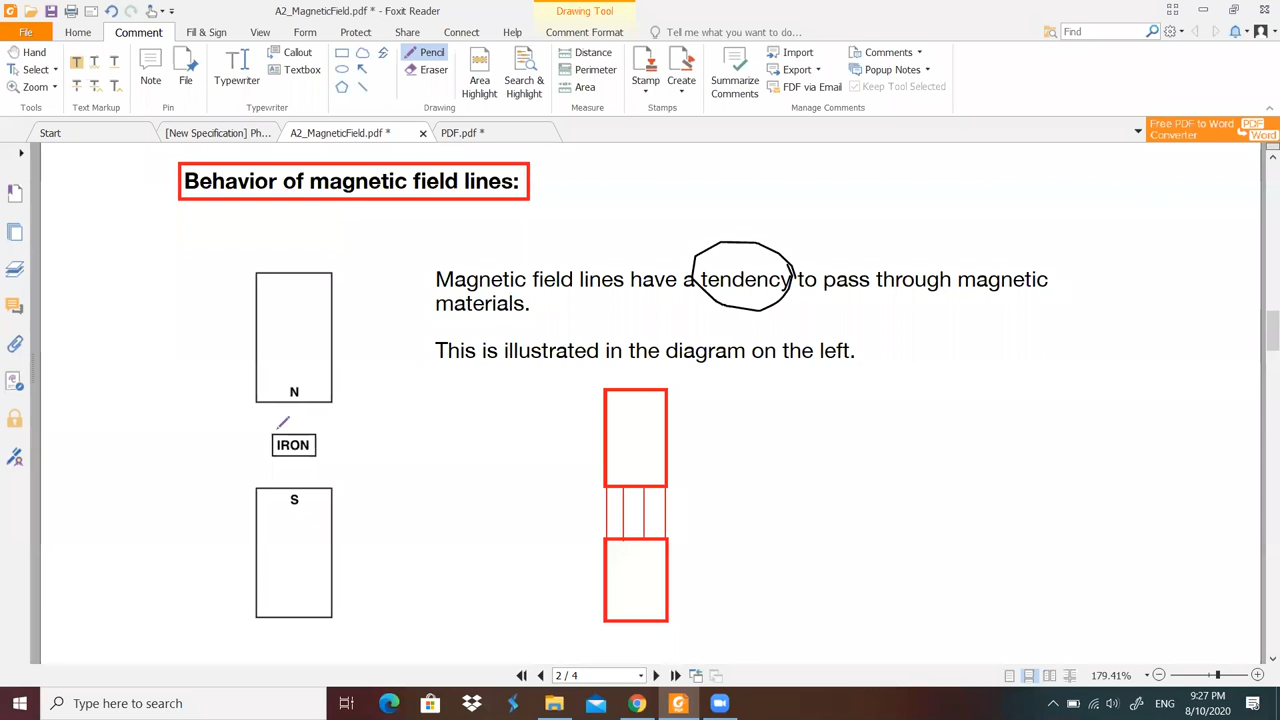 A2_MagneticField.pdf * - Foxit Reader
Drawing Tool
File
Home
Comment
Fill & Sign
View
Form
Protect
Share
Connect
Help
Comment Format
Tell me what you want to do...
Find
Hand
Select
Zoom
Tools
Text Markup
Note
File
Pin
Typewriter
Callout
Textbox
Typewriter
Pencil
Eraser
Drawing
Area Highlight
Search & Highlight
Distance
Perimeter
Area
Measure
Stamp
Create
Stamps
Summarize Comments
Import
Export
FDF via Email
Comments
Popup Notes
Keep Tool Selected
Manage Comments
Start
[New Specification] Ph...
A2_MagneticField.pdf *
PDF.pdf *
Free PDF to Word Converter
PDF
Word
Behavior of magnetic field lines:
Magnetic field lines have a tendency to pass through magnetic
materials.
This is illustrated in the diagram on the left.
N
IRON
S
2 / 4
179.41%
Type here to search
ENG
9:27 PM
8/10/2020